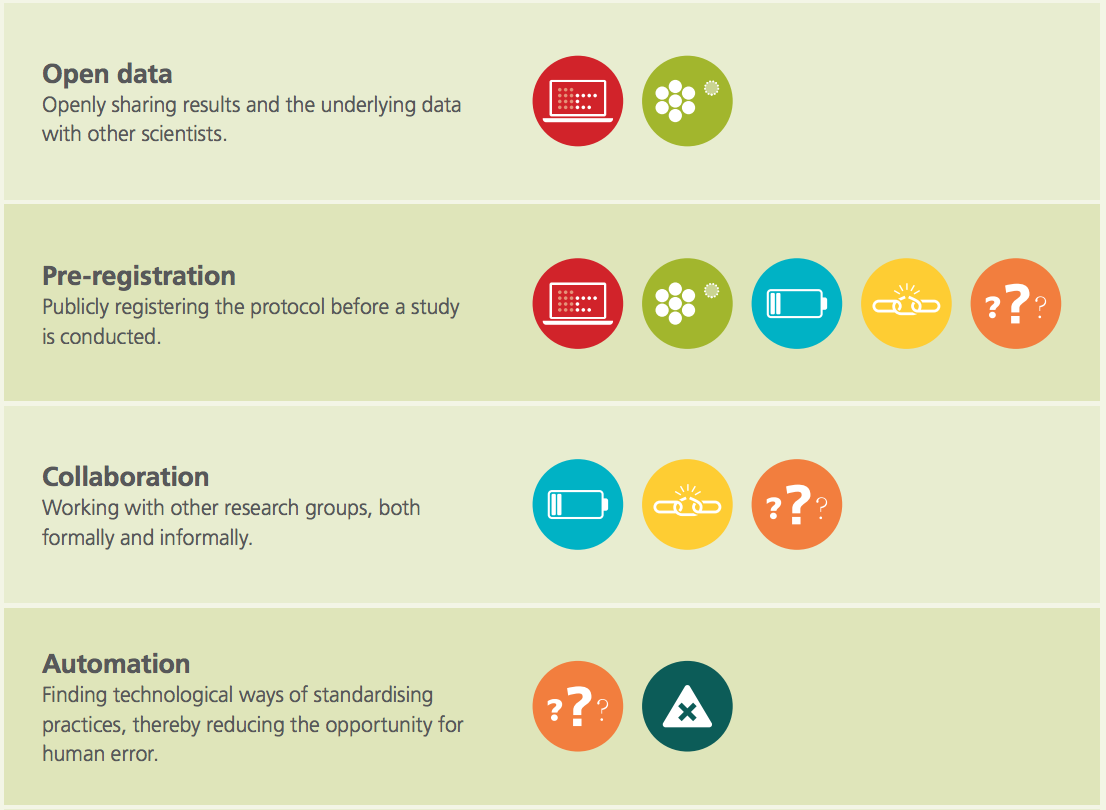 Open data
Openly sharing results and the underlying data
with other scientists.
Pre-registration
Publicly registering the protocol before a study
is conducted.
???
Collaboration
Working with other research groups, both
formally and informally.
???
Automation
Finding technological ways of standardising
practices, thereby reducing the opportunity for
human error.
???